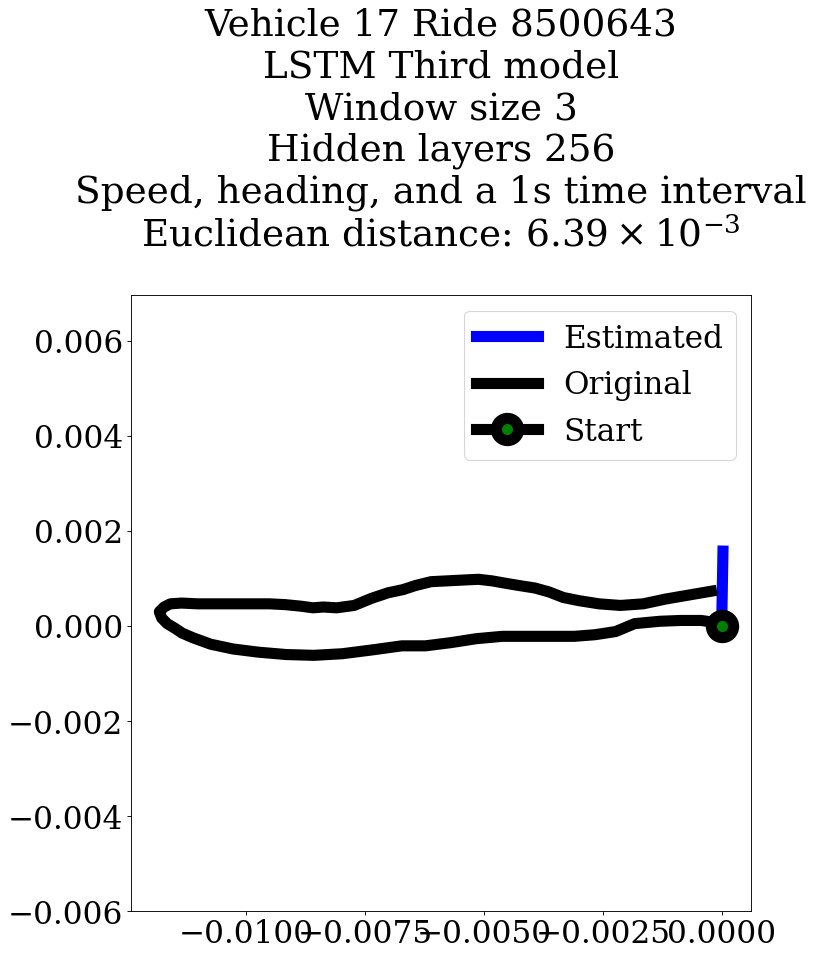 Vehicle 17 Ride 8500643
LSTM Third model
Window size 3
Hidden layers 256
Speed, heading, and a 1s time interval
Euclidean distance: 6.39 × 10⁻³
Estimated
Original
Start
0.006
0.004
0.002
0.000
−0.002
−0.004
−0.006
−0.0100 −0.0075 −0.0050 −0.0025 0.0000